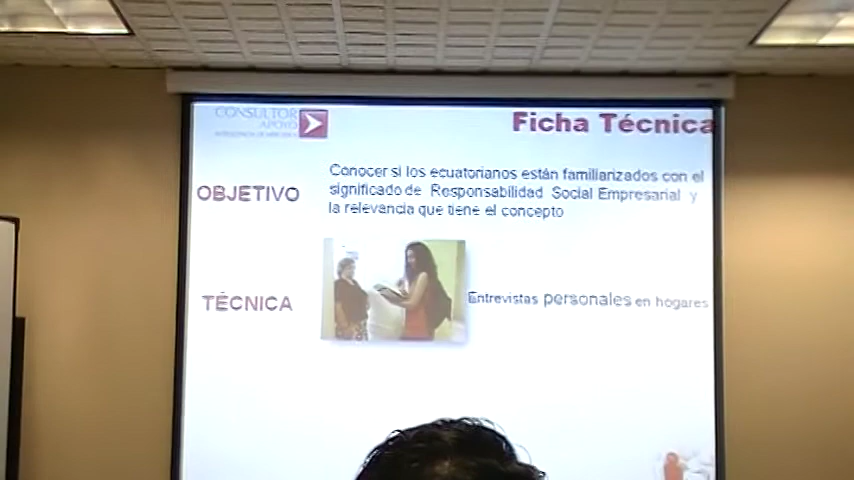 CONSULTOR
APOYO
Ficha Técnica
OBJETIVO
Conocer si los ecuatorianos están familiarizados con el
significado de Responsabilidad Social Empresarial y
la relevancia que tiene el concepto
TÉCNICA
Entrevistas personales en hogares